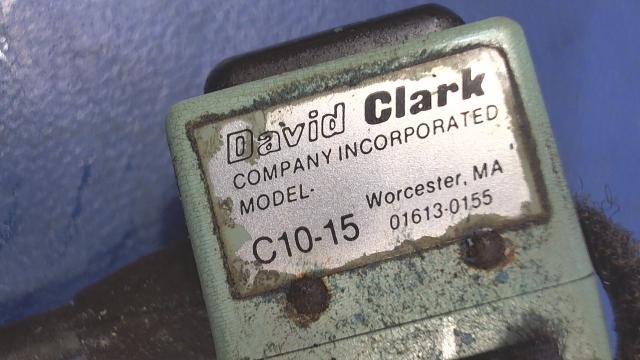 David Clark
COMPANY INCORPORATED
MODEL-
Worcester, MA
C10-15
01613-0155